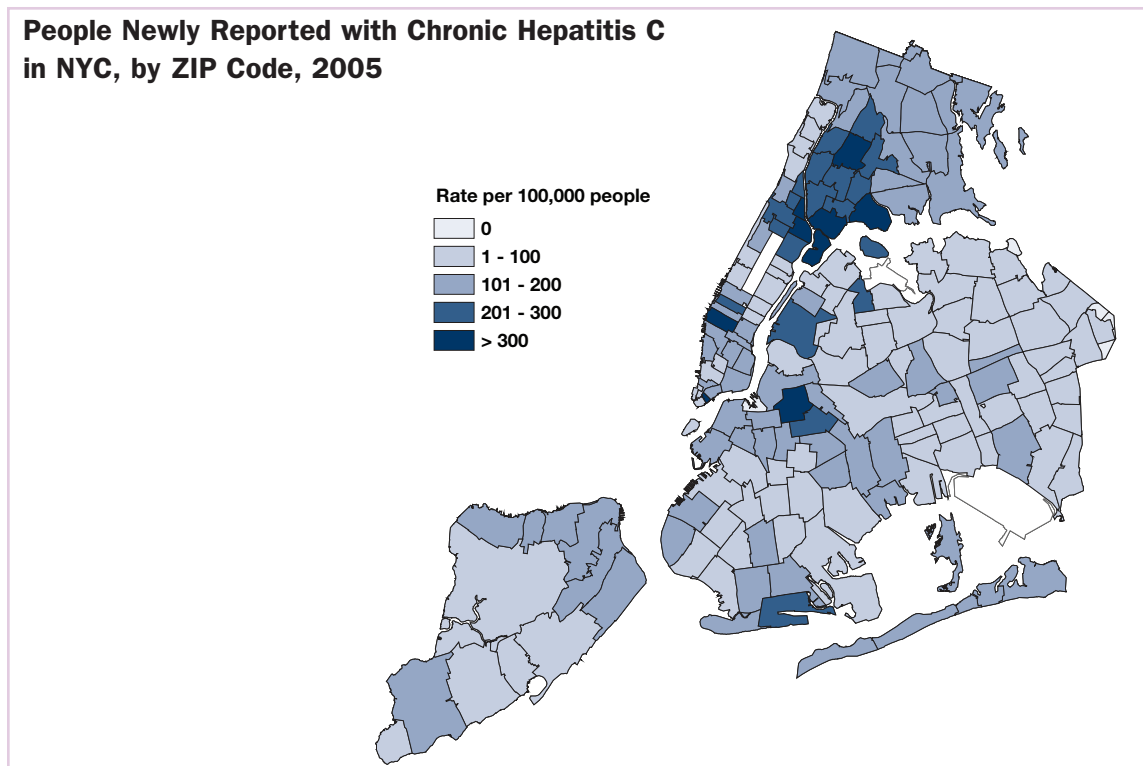 People Newly Reported with Chronic Hepatitis C
in NYC, by ZIP Code, 2005
Rate per 100,000 people
0
1 - 100
101 - 200
201 - 300
> 300